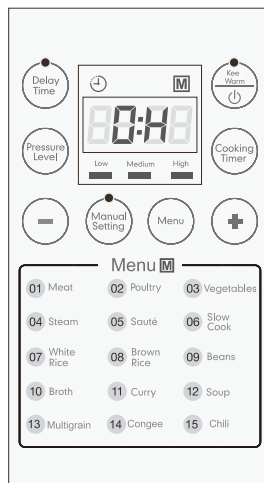 Delay
Time
M
Kee
Warm
Pressure
Level
0:H
Low Medium High
Cooking
Timer
Manual
Setting
Menu
Menu M
01 Meat 02 Poultry 03 Vegetables
04 Steam 05 Sauté 06 Slow
Cook
07 White
Rice 08 Brown
Rice 09 Beans
10 Broth 11 Curry 12 Soup
13 Multigrain 14 Congee 15 Chili